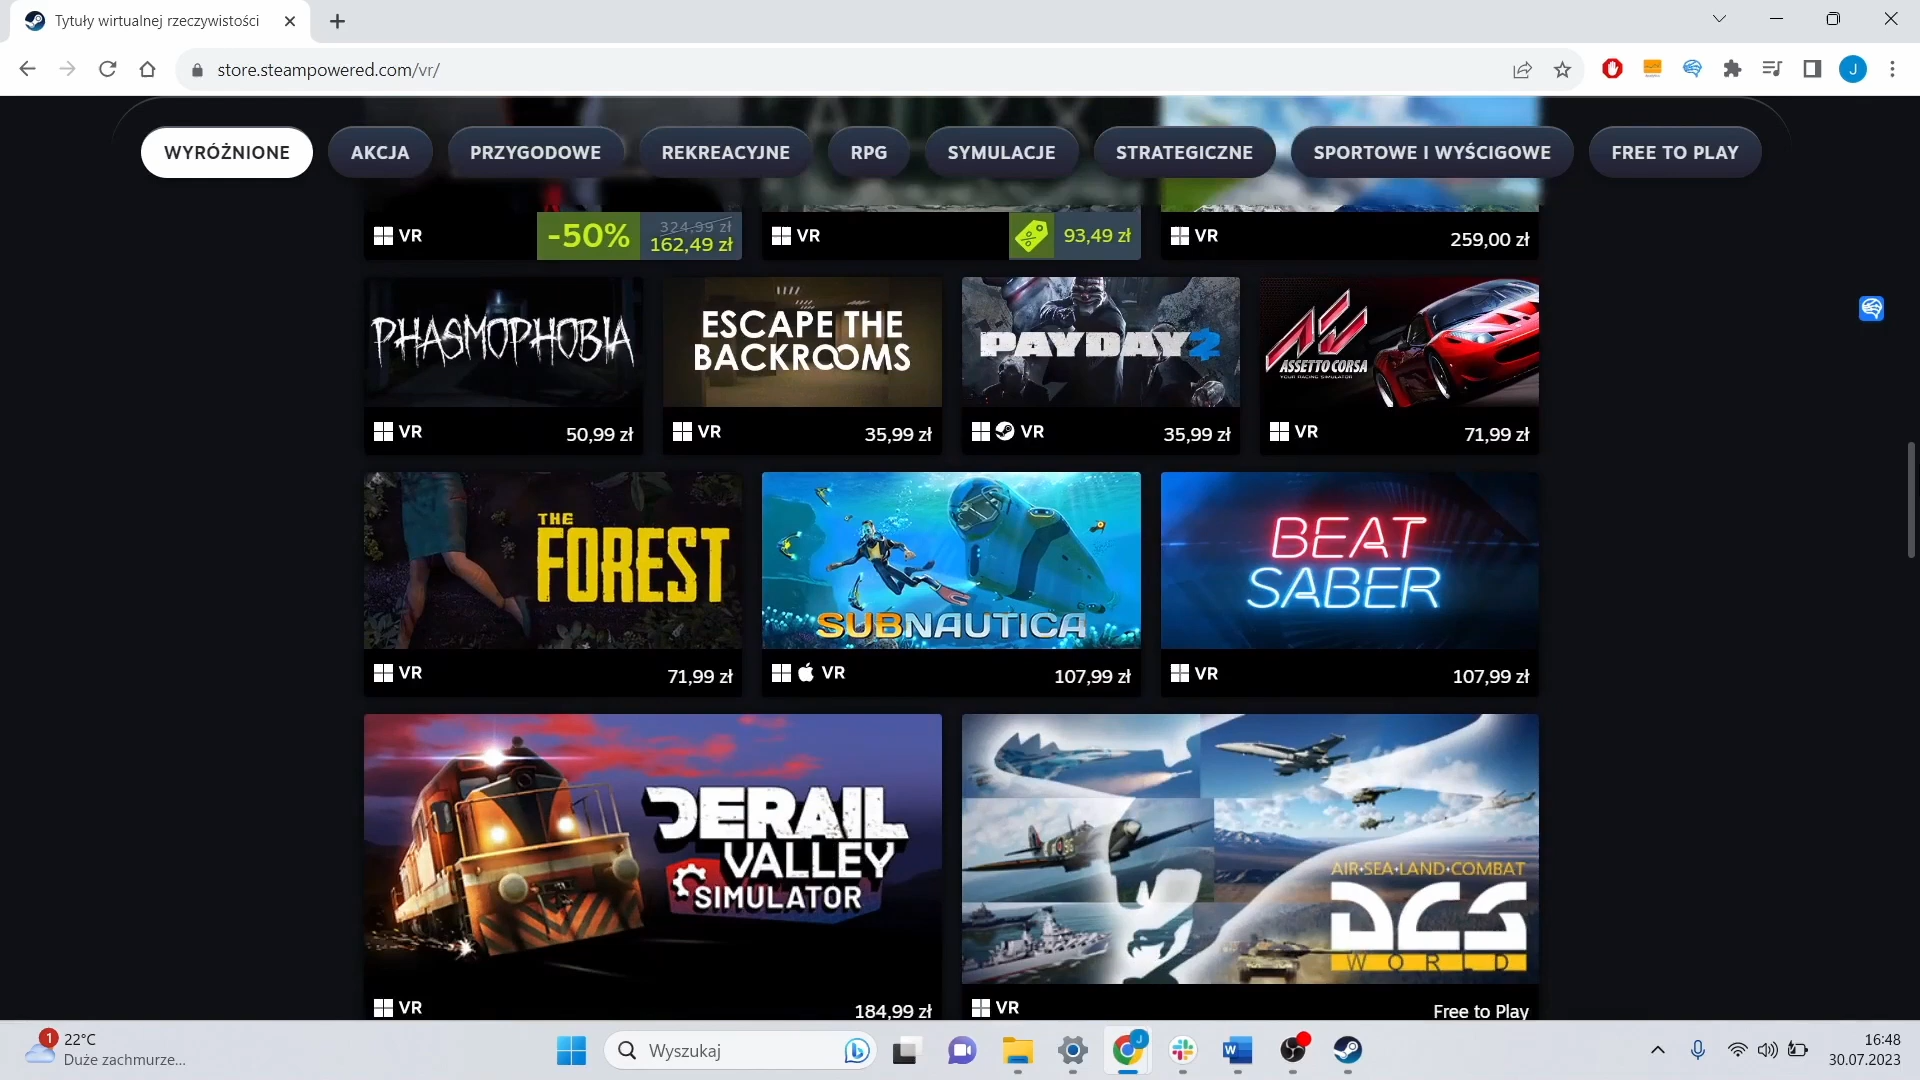 Tytuły wirtualnej rzeczywistości
store.steampowered.com/vr/
J
WYRÓŻNIONE
AKCJA
PRZYGODOWE
REKREACYJNE
RPG
SYMULACJE
STRATEGICZNE
SPORTOWE I WYŚCIGOWE
FREE TO PLAY
VR
-50%
324,99 zł
162,49 zł
VR
93,49 zł
VR
259,00 zł
PHASMOPHOBIA
VR
50,99 zł
ESCAPE THE
BACKROOMS
VR
35,99 zł
PAYDAY 2
VR
35,99 zł
ASSETTO CORSA
YOUR RACING SIMULATOR
VR
71,99 zł
THE
FOREST
VR
71,99 zł
SUBNAUTICA
VR
107,99 zł
BEAT
SABER
VR
107,99 zł
DERAIL
VALLEY
SIMULATOR
VR
184,99 zł
AIR·SEA·LAND·COMBAT
DCS
WORLD
VR
Free to Play
1
22°C
Duże zachmurze...
Wyszukaj
J
W
16:48
30.07.2023